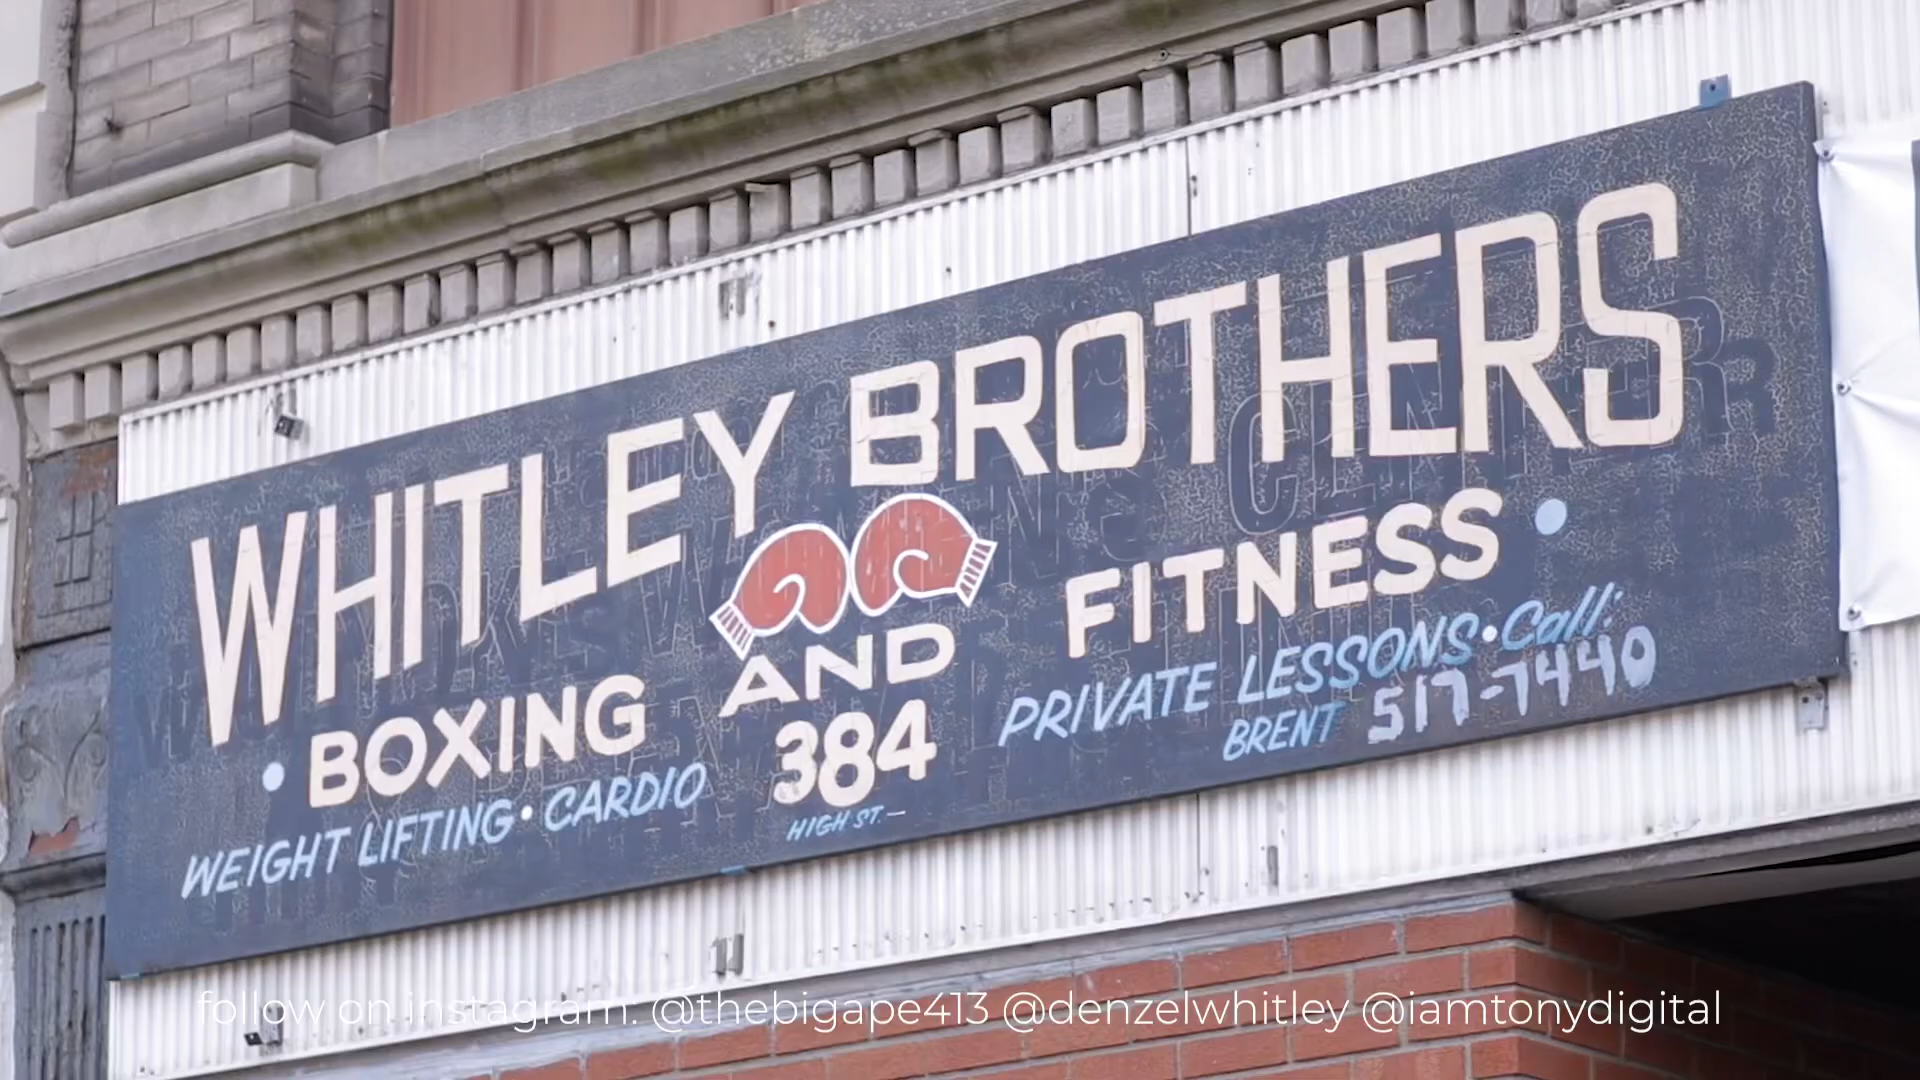 WHITLEY BROTHERS
• BOXING AND FITNESS •
WEIGHT LIFTING • CARDIO
384
HIGH ST.—
PRIVATE LESSONS • Call:
BRENT 517-7440
follow on instagram: @thebigape413 @denzelwhitley @iamtonydigital